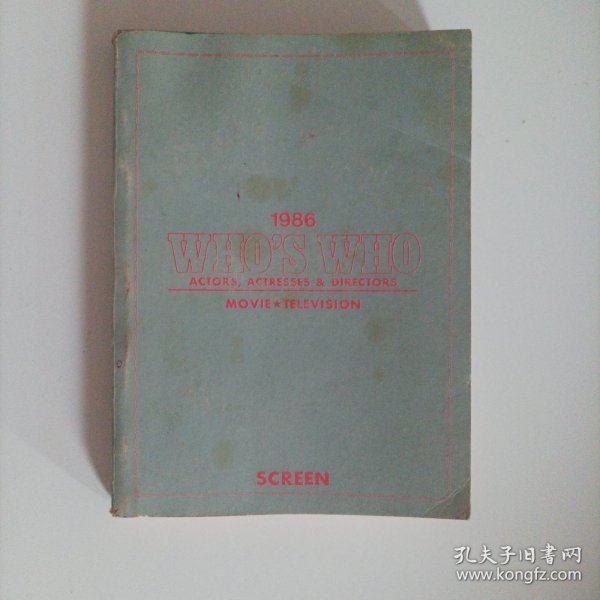 1986
WHO'S WHO
ACTORS, ACTRESSES & DIRECTORS
MOVIE★TELEVISION
SCREEN
孔夫子旧书网
www.kongfz.com